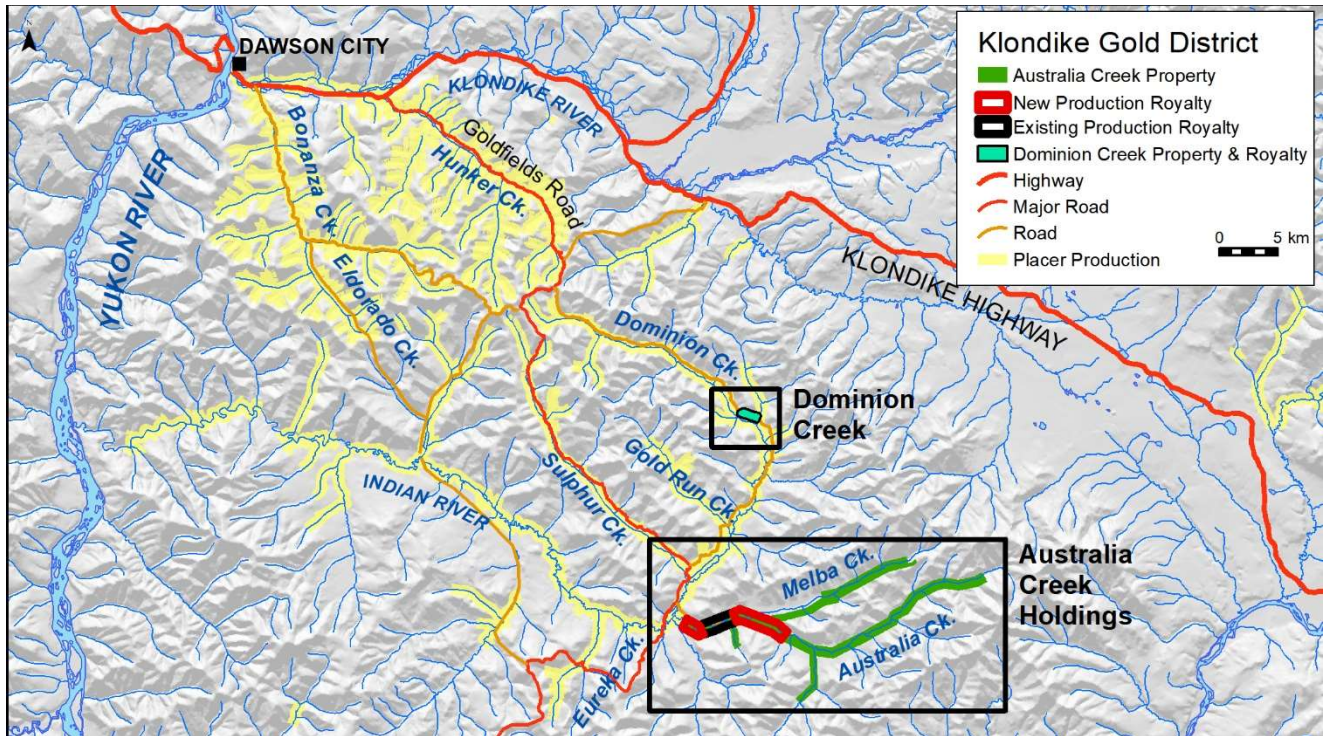 DAWSON CITY
KLONDIKE RIVER
Bonanza Ck.
Goldfields Road
Hunker Ck.
YUKON RIVER
Eldorado Ck.
KLONDIKE HIGHWAY
Dominion Ck.
Dominion
Creek
Gold Run Ck.
Sulphur Ck.
INDIAN RIVER
Melba Ck.
Australia Ck.
Australia
Creek
Holdings
Eureka Ck.
Klondike Gold District
Australia Creek Property
New Production Royalty
Existing Production Royalty
Dominion Creek Property & Royalty
Highway
Major Road
Road
Placer Production
0 5 km